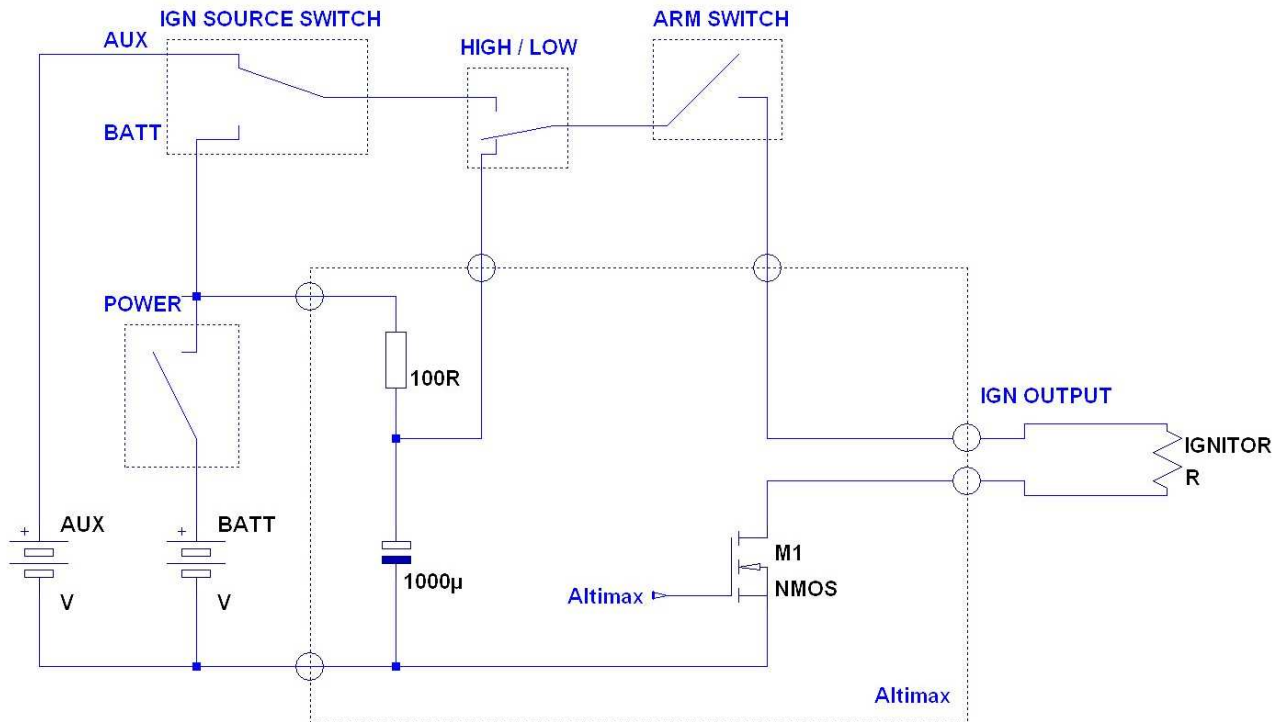 IGN SOURCE SWITCH
ARM SWITCH
AUX
HIGH / LOW
BATT
POWER
100R
IGN OUTPUT
IGNITOR
R
+
AUX
+
BATT
V
V
1000µ
M1
NMOS
Altimax
Altimax